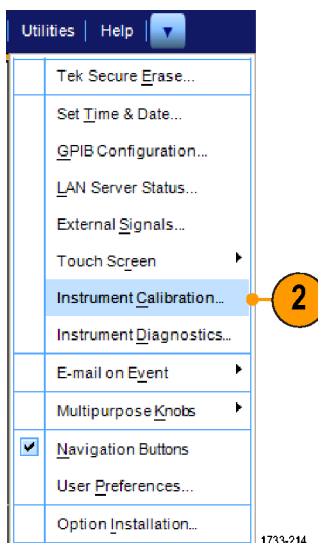 Utilities Help
Tek Secure Erase...
Set Time & Date...
GPIB Configuration...
LAN Server Status...
External Signals...
Touch Screen
Instrument Calibration...
2
Instrument Diagnostics...
E-mail on Event
Multipurpose Knobs
Navigation Buttons
User Preferences...
Option Installation...
1733-214